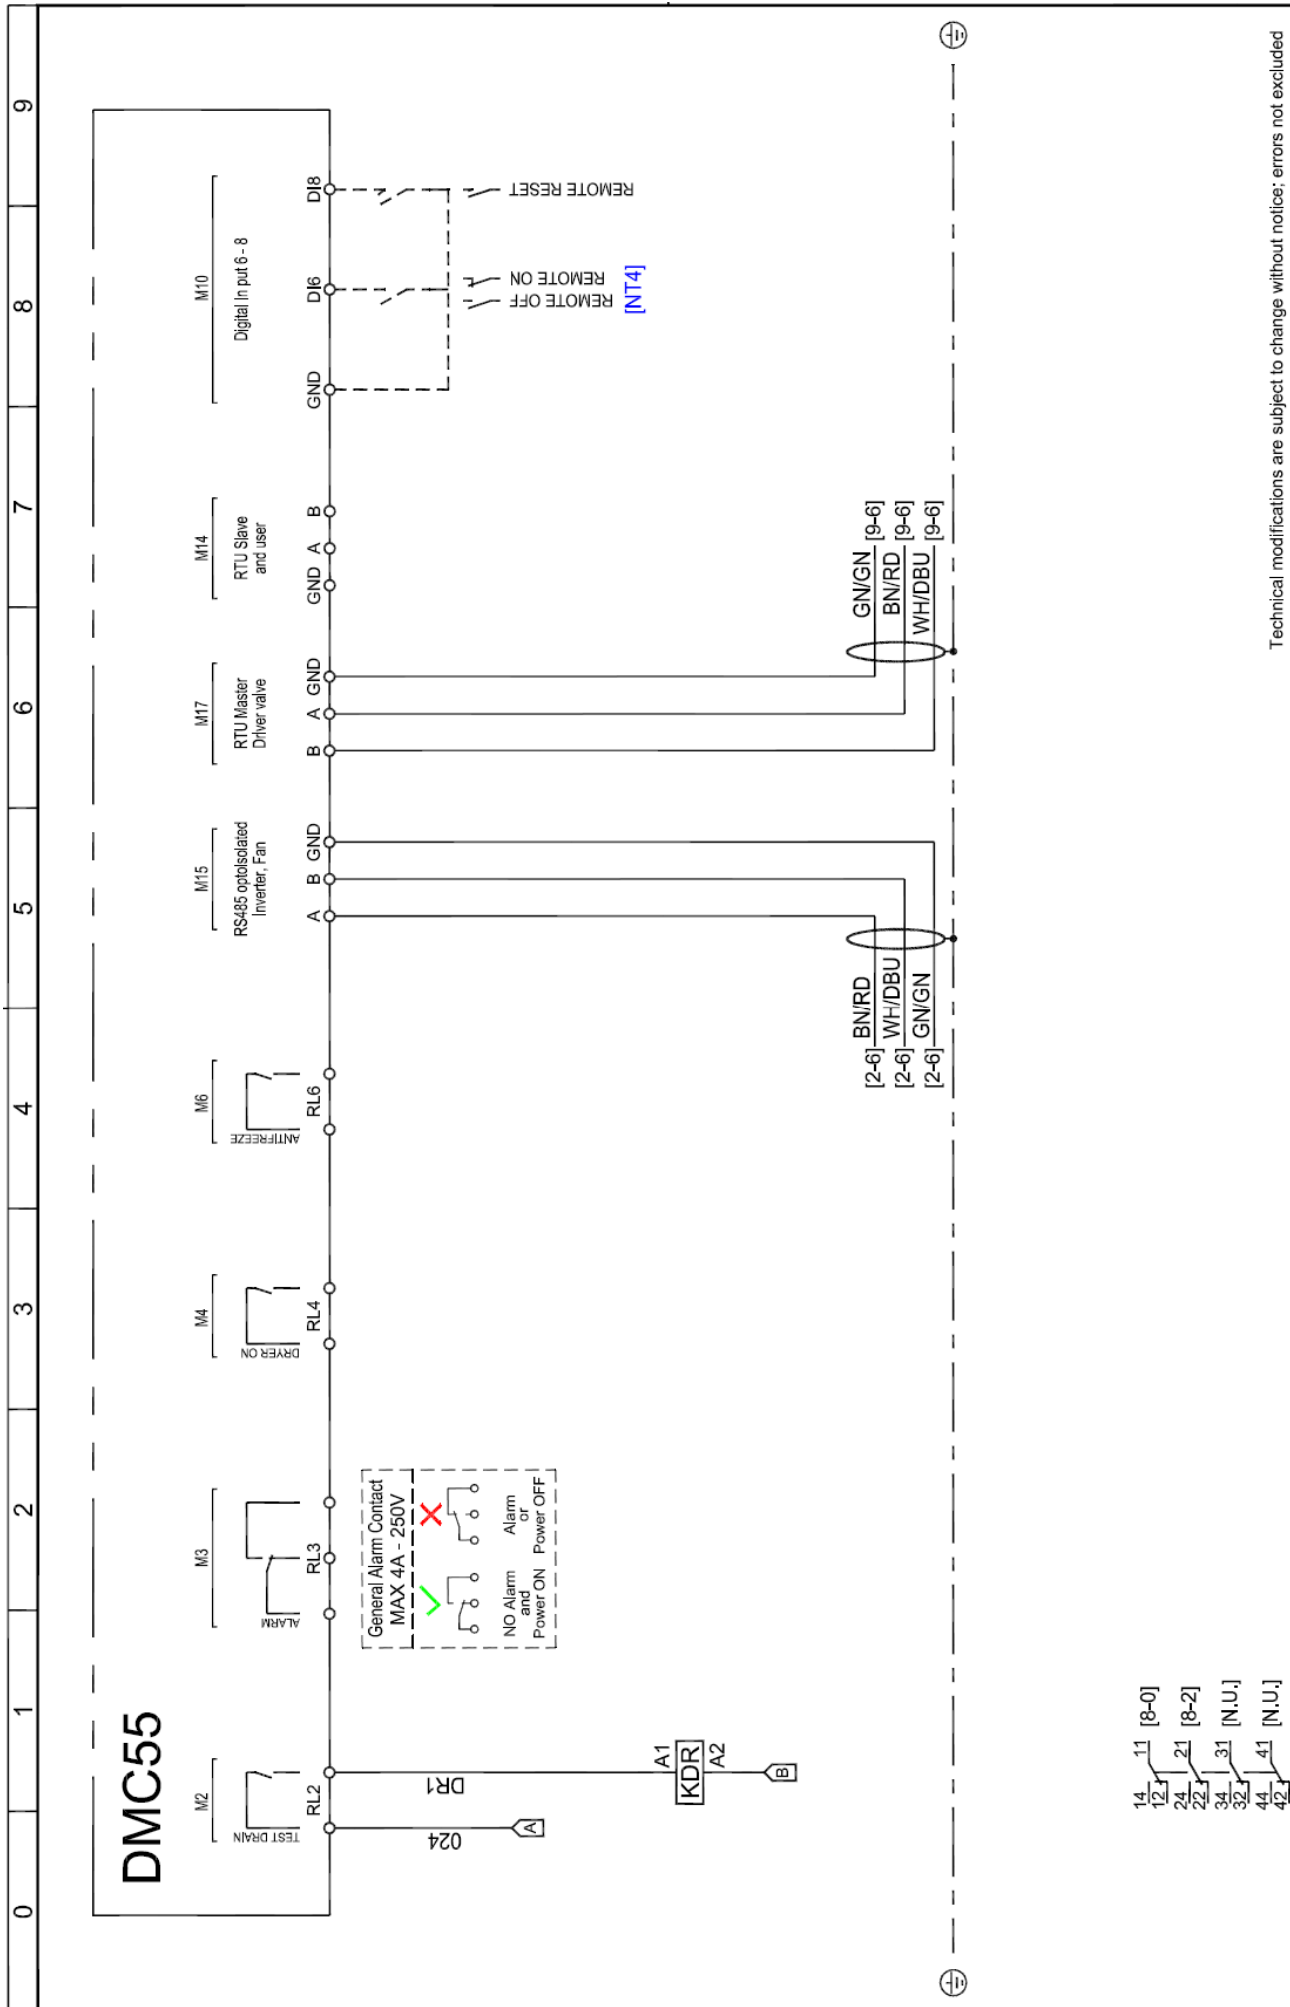 0 1 2 3 4 5 6 7 8 9
DMC55
M2
TEST DRAIN
RL2
024
A
DR1
A1
KDR
A2
B
M3
ALARM
RL3
General Alarm Contact
MAX 4A - 250V
NO Alarm
and
Power ON
Alarm
or
Power OFF
M4
DRYER ON
RL4
M6
ANTIFREEZE
RL6
M15
RS485 optoisolated
Inverter, Fan
A B GND
[2-6] BN/RD
[2-6] WH/DBU
[2-6] GN/GN
M17
RTU Master
Driver valve
B A GND
GN/GN [9-6]
BN/RD [9-6]
WH/DBU [9-6]
M14
RTU Slave
and user
GND A B
M10
Digital In put 6 - 8
GND DI6 DI8
REMOTE OFF
REMOTE ON
[NT4]
REMOTE RESET
14 11 [8-0]
12
24 21 [8-2]
22
34 31 [N.U.]
32
44 41 [N.U.]
42
Technical modifications are subject to change without notice; errors not excluded